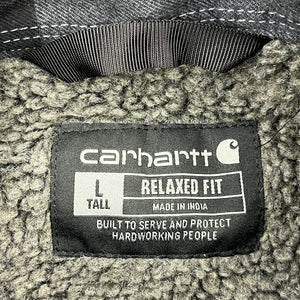 carhartt
L
TALL
RELAXED FIT
MADE IN INDIA
BUILT TO SERVE AND PROTECT
HARDWORKING PEOPLE